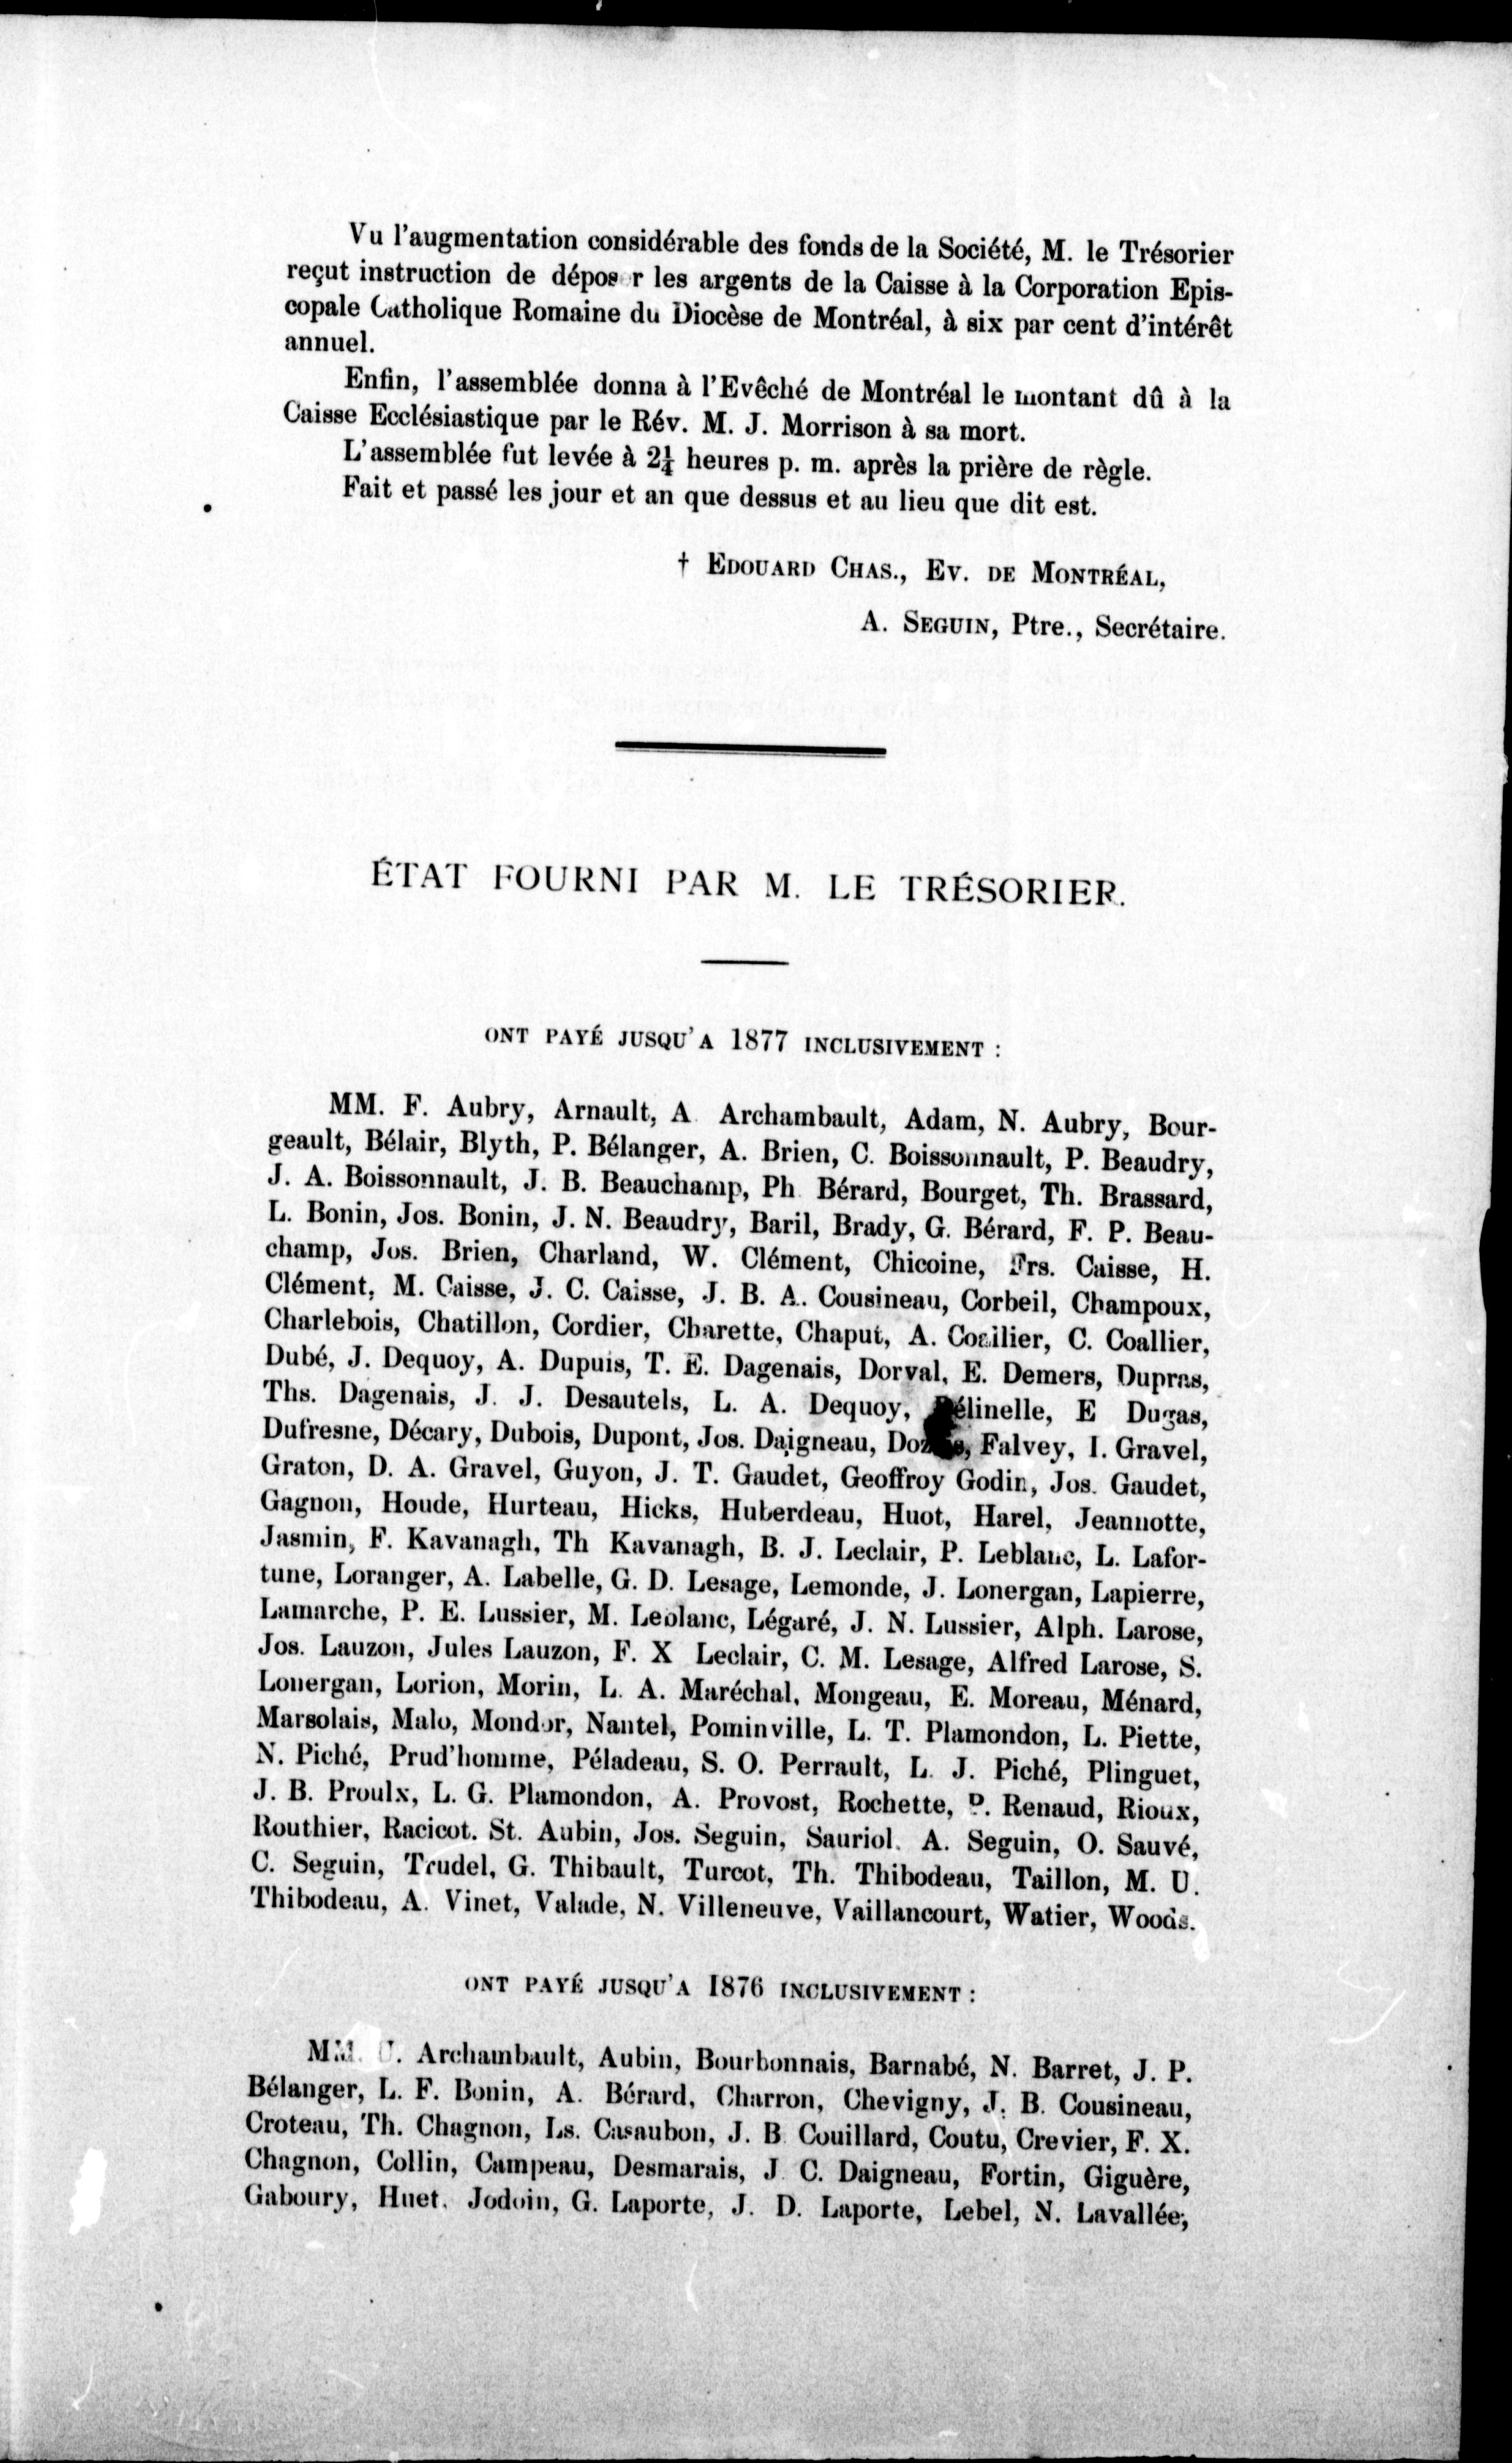 Vu l'augmentation considérable des fonds de la Société, M. le Trésorier
reçut instruction de déposer les argents de la Caisse à la Corporation Epis-
copale Catholique Romaine du Diocèse de Montréal, à six par cent d'intérêt
annuel.
Enfin, l'assemblée donna à l'Evêché de Montréal le montant dû à la
Caisse Ecclésiastique par le Rév. M. J. Morrison à sa mort.
L'assemblée fut levée à 2¼ heures p. m. après la prière de règle.
Fait et passé les jour et an que dessus et au lieu que dit est.
† EDOUARD CHAS., EV. DE MONTRÉAL,
A. SEGUIN, Ptre., Secrétaire.
ÉTAT FOURNI PAR M. LE TRÉSORIER.
ONT PAYÉ JUSQU'A 1877 INCLUSIVEMENT :
MM. F. Aubry, Arnault, A. Archambault, Adam, N. Aubry, Bour-
geault, Bélair, Blyth, P. Bélanger, A. Brien, C. Boissonnault, P. Beaudry,
J. A. Boissonnault, J. B. Beauchamp, Ph. Bérard, Bourget, Th. Brassard,
L. Bonin, Jos. Bonin, J. N. Beaudry, Baril, Brady, G. Bérard, F. P. Beau-
champ, Jos. Brien, Charland, W. Clément, Chicoine, Frs. Caisse, H.
Clément, M. Caisse, J. C. Caisse, J. B. A. Cousineau, Corbeil, Champoux,
Charlebois, Chatillon, Cordier, Charette, Chaput, A. Coallier, C. Coallier,
Dubé, J. Dequoy, A. Dupuis, T. E. Dagenais, Dorval, E. Demers, Dupras,
Ths. Dagenais, J. J. Desautels, L. A. Dequoy, Délinelle, E Dugas,
Dufresne, Décary, Dubois, Dupont, Jos. Daigneau, Falvey, I. Gravel,
Graton, D. A. Gravel, Guyon, J. T. Gaudet, Geoffroy Godin, Jos. Gaudet,
Gagnon, Houde, Hurteau, Hicks, Huberdeau, Huot, Harel, Jeannotte,
Jasmin, F. Kavanagh, Th Kavanagh, B. J. Leclair, P. Leblanc, L. Lafor-
tune, Loranger, A. Labelle, G. D. Lesage, Lemonde, J. Lonergan, Lapierre,
Lamarche, P. E. Lussier, M. Leblanc, Légaré, J. N. Lussier, Alph. Larose,
Jos. Lauzon, Jules Lauzon, F. X Leclair, C. M. Lesage, Alfred Larose, S.
Lonergan, Lorion, Morin, L. A. Maréchal, Mongeau, E. Moreau, Ménard,
Marsolais, Malo, Mondor, Nantel, Pominville, L. T. Plamondon, L. Piette,
N. Piché, Prud'homme, Péladeau, S. O. Perrault, L. J. Piché, Plinguet,
J. B. Proulx, L. G. Plamondon, A. Provost, Rochette, P. Renaud, Rioux,
Routhier, Racicot. St. Aubin, Jos. Seguin, Sauriol. A. Seguin, O. Sauvé,
C. Seguin, Trudel, G. Thibault, Turcot, Th. Thibodeau, Taillon, M. U.
Thibodeau, A. Vinet, Valade, N. Villeneuve, Vaillancourt, Watier, Woods.
ONT PAYÉ JUSQU'A 1876 INCLUSIVEMENT :
MM. U. Archambault, Aubin, Bourbonnais, Barnabé, N. Barret, J. P.
Bélanger, L. F. Bonin, A. Bérard, Charron, Chevigny, J. B. Cousineau,
Croteau, Th. Chagnon, Ls. Casaubon, J. B Couillard, Coutu, Crevier, F. X.
Chagnon, Collin, Campeau, Desmarais, J. C. Daigneau, Fortin, Giguère,
Gaboury, Huet, Jodoin, G. Laporte, J. D. Laporte, Lebel, N. Lavallée,